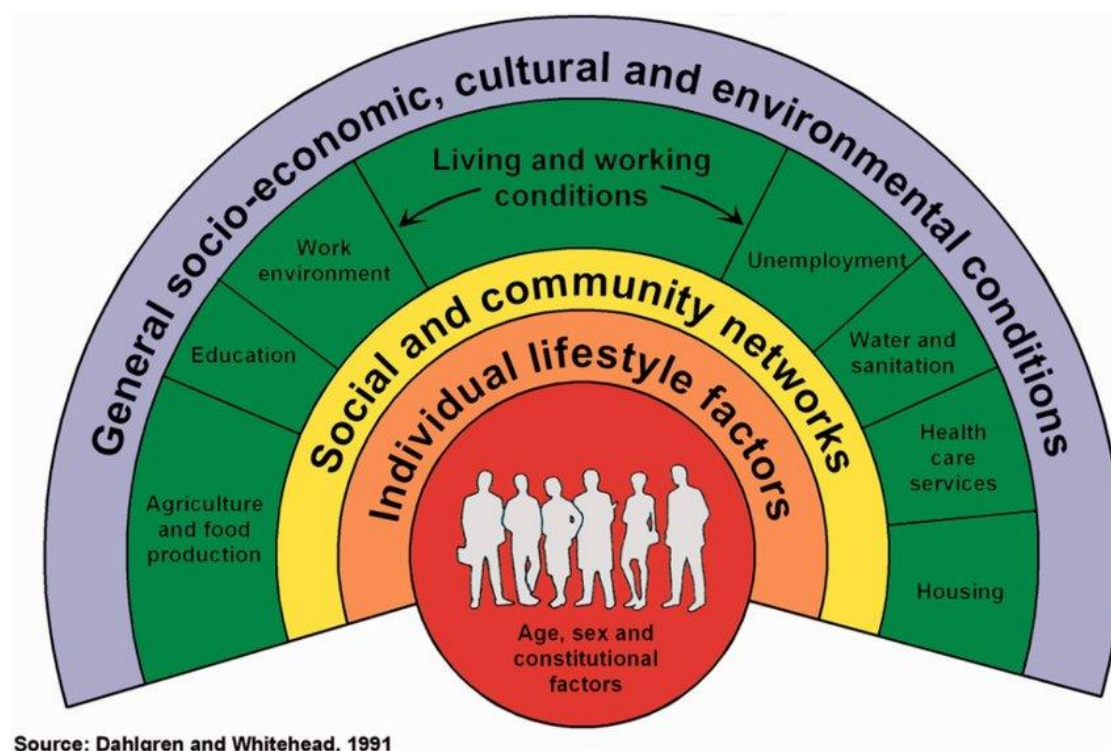 General socio-economic, cultural and environmental conditions
Living and working
conditions
Work
environment
Unemployment
Education
Water and
sanitation
Agriculture
and food
production
Health
care
services
Housing
Social and community networks
Individual lifestyle factors
Age, sex and
constitutional
factors
Source: Dahlgren and Whitehead, 1991